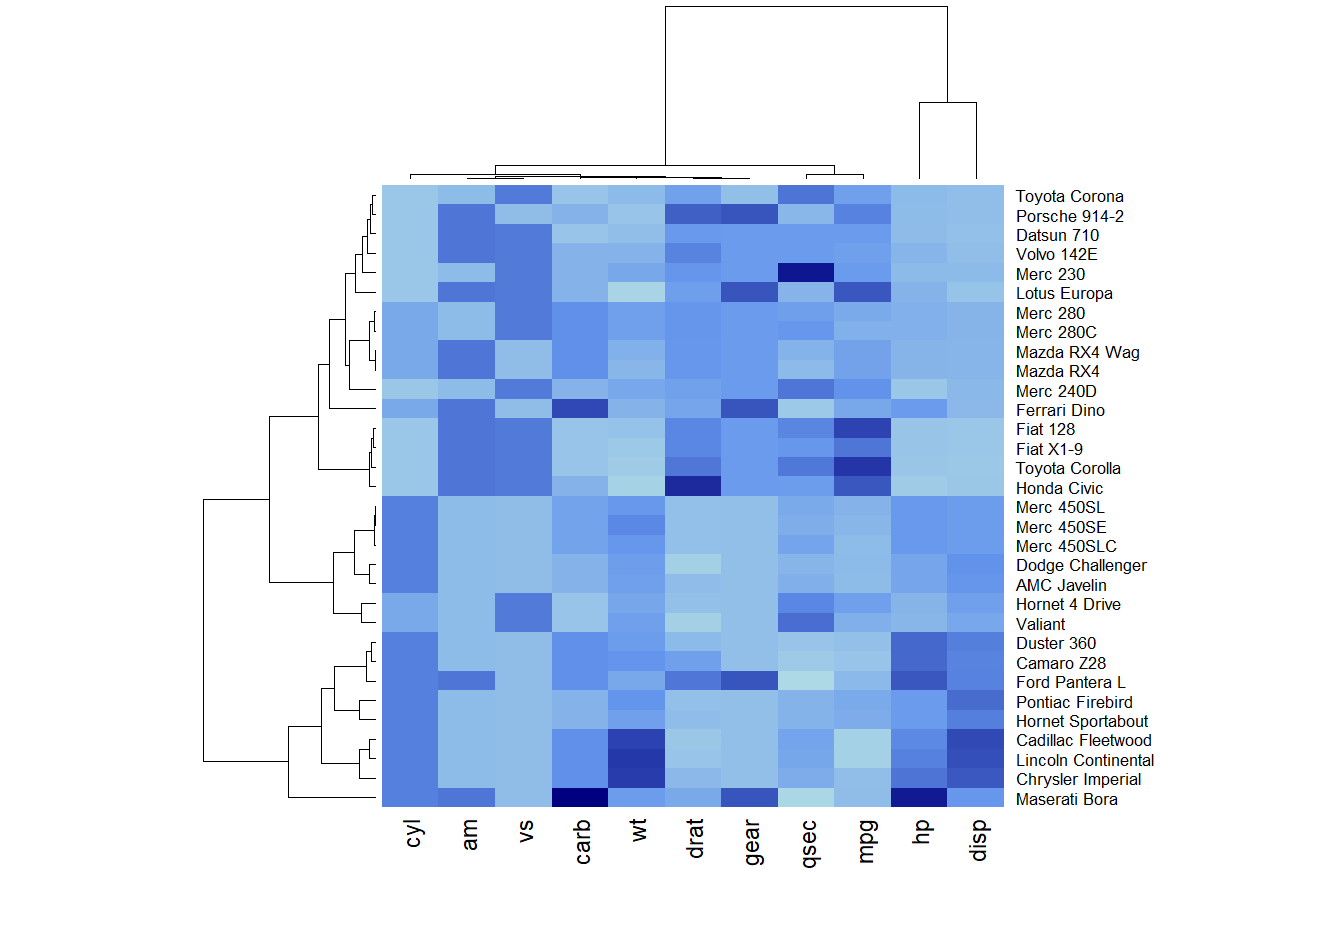 Toyota Corona
Porsche 914-2
Datsun 710
Volvo 142E
Merc 230
Lotus Europa
Merc 280
Merc 280C
Mazda RX4 Wag
Mazda RX4
Merc 240D
Ferrari Dino
Fiat 128
Fiat X1-9
Toyota Corolla
Honda Civic
Merc 450SL
Merc 450SE
Merc 450SLC
Dodge Challenger
AMC Javelin
Hornet 4 Drive
Valiant
Duster 360
Camaro Z28
Ford Pantera L
Pontiac Firebird
Hornet Sportabout
Cadillac Fleetwood
Lincoln Continental
Chrysler Imperial
Maserati Bora
cyl
am
vs
carb
wt
drat
gear
qsec
mpg
hp
disp